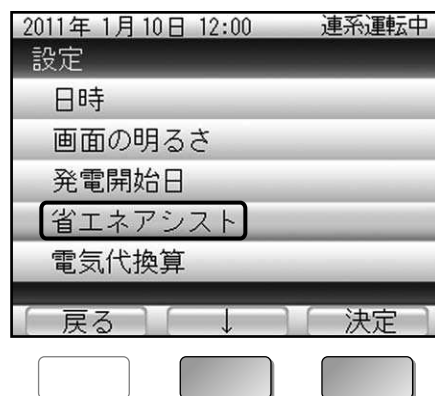 2011年 1月10日 12:00 連系運転中
設定
日時
画面の明るさ
発電開始日
省エネアシスト
電気代換算
戻る ↓ 決定